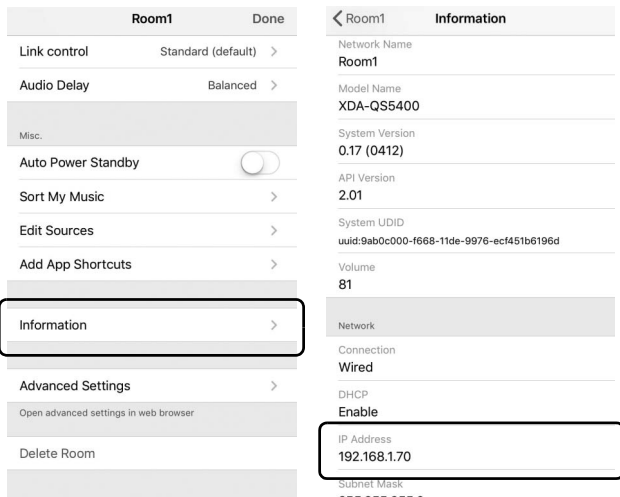 Room1 Done
Link control Standard (default)
Audio Delay Balanced
Misc.
Auto Power Standby
Sort My Music
Edit Sources
Add App Shortcuts
Information
Advanced Settings
Open advanced settings in web browser
Delete Room
Room1 Information
Network Name
Room1
Model Name
XDA-QS5400
System Version
0.17 (0412)
API Version
2.01
System UDID
uuid:9ab0c000-f668-11de-9976-ecf451b6196d
Volume
81
Network
Connection
Wired
DHCP
Enable
IP Address
192.168.1.70
Subnet Mask